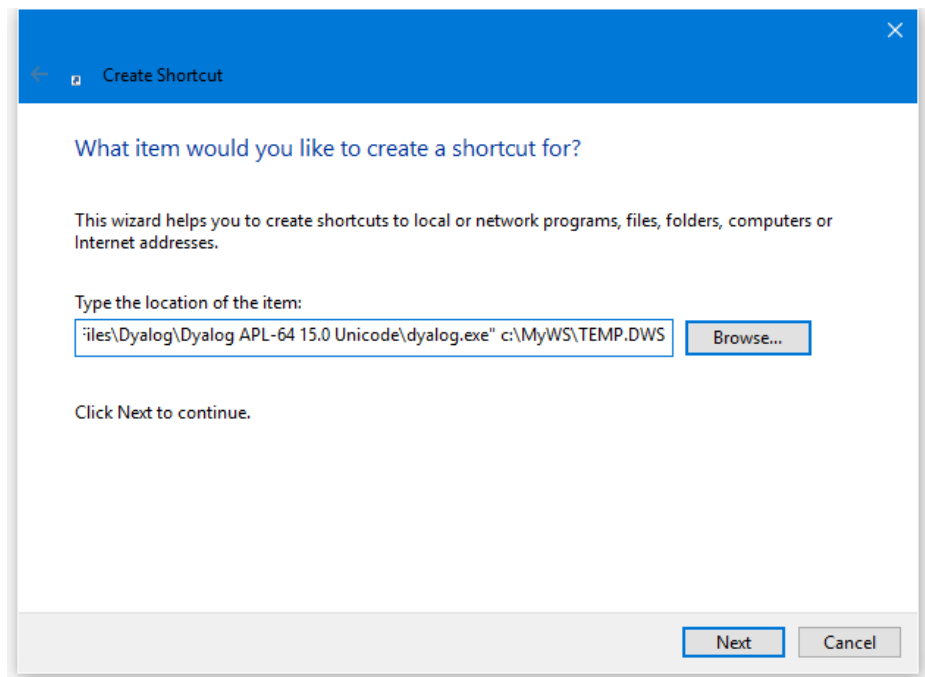 Create Shortcut
What item would you like to create a shortcut for?
This wizard helps you to create shortcuts to local or network programs, files, folders, computers or
Internet addresses.
Type the location of the item:
iles\Dyalog\Dyalog APL-64 15.0 Unicode\dyalog.exe" c:\MyWS\TEMP.DWS
Browse...
Click Next to continue.
Next
Cancel